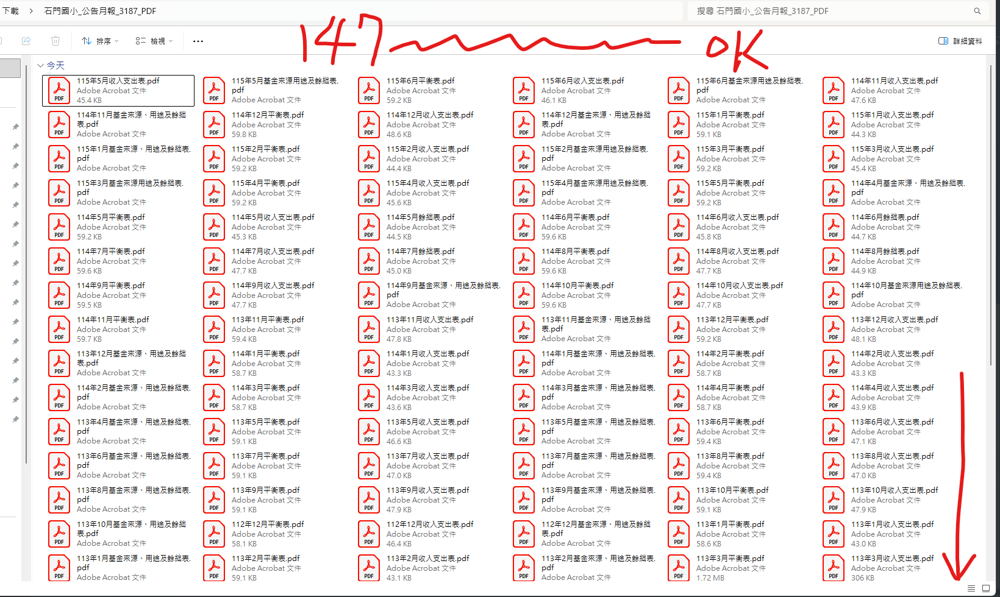 下載 > 石門國小_公告月報_3187_PDF
搜尋 石門國小_公告月報_3187_PDF
147 OK
排序 檢視 ... 詳細資料
今天
115年5月收入支出表.pdf
Adobe Acrobat 文件
45.4 KB
115年5月基金來源用途及餘絀表.
pdf
Adobe Acrobat 文件
115年6月平衡表.pdf
Adobe Acrobat 文件
59.2 KB
115年6月收入支出表.pdf
Adobe Acrobat 文件
46.1 KB
115年6月基金來源用途及餘絀表.
pdf
Adobe Acrobat 文件
114年11月收入支出表.pdf
Adobe Acrobat 文件
47.6 KB
114年11月基金來源、用途及餘絀
表.pdf
Adobe Acrobat 文件
114年12月平衡表.pdf
Adobe Acrobat 文件
59.8 KB
114年12月收入支出表.pdf
Adobe Acrobat 文件
48.6 KB
114年12月基金來源、用途及餘絀
表.pdf
Adobe Acrobat 文件
115年1月平衡表.pdf
Adobe Acrobat 文件
59.1 KB
115年1月收入支出表.pdf
Adobe Acrobat 文件
44.3 KB
115年1月基金來源、用途及餘絀表.
pdf
Adobe Acrobat 文件
115年2月平衡表.pdf
Adobe Acrobat 文件
59.2 KB
115年2月收入支出表.pdf
Adobe Acrobat 文件
44.4 KB
115年2月基金來源用途及餘絀表.
pdf
Adobe Acrobat 文件
115年3月平衡表.pdf
Adobe Acrobat 文件
59.2 KB
115年3月收入支出表.pdf
Adobe Acrobat 文件
45.4 KB
115年3月基金來源用途及餘絀表.
pdf
Adobe Acrobat 文件
115年4月平衡表.pdf
Adobe Acrobat 文件
59.2 KB
115年4月收入支出表.pdf
Adobe Acrobat 文件
45.6 KB
115年4月基金來源用途及餘絀表.
pdf
Adobe Acrobat 文件
115年5月平衡表.pdf
Adobe Acrobat 文件
59.2 KB
114年4月基金來源、用途及餘絀表.
pdf
Adobe Acrobat 文件
114年5月平衡表.pdf
Adobe Acrobat 文件
59.2 KB
114年5月收入支出表.pdf
Adobe Acrobat 文件
45.3 KB
114年5月餘絀表.pdf
Adobe Acrobat 文件
44.5 KB
114年6月平衡表.pdf
Adobe Acrobat 文件
59.6 KB
114年6月收入支出表.pdf
Adobe Acrobat 文件
45.8 KB
114年6月餘絀表.pdf
Adobe Acrobat 文件
44.7 KB
114年7月平衡表.pdf
Adobe Acrobat 文件
59.6 KB
114年7月收入支出表.pdf
Adobe Acrobat 文件
47.7 KB
114年7月餘絀表.pdf
Adobe Acrobat 文件
45.0 KB
114年8月平衡表.pdf
Adobe Acrobat 文件
59.6 KB
114年8月收入支出表.pdf
Adobe Acrobat 文件
47.7 KB
114年8月餘絀表.pdf
Adobe Acrobat 文件
44.9 KB
114年9月平衡表.pdf
Adobe Acrobat 文件
59.5 KB
114年9月收入支出表.pdf
Adobe Acrobat 文件
47.7 KB
114年9月基金來源、用途及餘絀表.
pdf
Adobe Acrobat 文件
114年10月平衡表.pdf
Adobe Acrobat 文件
59.6 KB
114年10月收入支出表.pdf
Adobe Acrobat 文件
47.7 KB
114年10月基金來源用途及餘絀表.
pdf
Adobe Acrobat 文件
114年11月平衡表.pdf
Adobe Acrobat 文件
59.7 KB
113年11月平衡表.pdf
Adobe Acrobat 文件
59.4 KB
113年11月收入支出表.pdf
Adobe Acrobat 文件
47.8 KB
113年11月基金來源、用途及餘絀
表.pdf
Adobe Acrobat 文件
113年12月平衡表.pdf
Adobe Acrobat 文件
59.2 KB
113年12月收入支出表.pdf
Adobe Acrobat 文件
48.1 KB
113年12月基金來源、用途及餘絀
表.pdf
Adobe Acrobat 文件
114年1月平衡表.pdf
Adobe Acrobat 文件
58.7 KB
114年1月收入支出表.pdf
Adobe Acrobat 文件
43.3 KB
114年1月基金來源、用途及餘絀表.
pdf
Adobe Acrobat 文件
114年2月平衡表.pdf
Adobe Acrobat 文件
58.7 KB
114年2月收入支出表.pdf
Adobe Acrobat 文件
43.3 KB
114年2月基金來源、用途及餘絀表.
pdf
Adobe Acrobat 文件
114年3月平衡表.pdf
Adobe Acrobat 文件
58.7 KB
114年3月收入支出表.pdf
Adobe Acrobat 文件
43.6 KB
114年3月基金來源、用途及餘絀表.
pdf
Adobe Acrobat 文件
114年4月平衡表.pdf
Adobe Acrobat 文件
58.7 KB
114年4月收入支出表.pdf
Adobe Acrobat 文件
43.9 KB
113年4月基金來源、用途及餘絀表.
pdf
Adobe Acrobat 文件
113年5月平衡表.pdf
Adobe Acrobat 文件
59.1 KB
113年5月收入支出表.pdf
Adobe Acrobat 文件
46.6 KB
113年5月基金來源、用途及餘絀表.
pdf
Adobe Acrobat 文件
113年6月平衡表.pdf
Adobe Acrobat 文件
59.4 KB
113年6月收入支出表.pdf
Adobe Acrobat 文件
47.1 KB
113年6月基金來源、用途及餘絀表.
pdf
Adobe Acrobat 文件
113年7月平衡表.pdf
Adobe Acrobat 文件
59.1 KB
113年7月收入支出表.pdf
Adobe Acrobat 文件
47.0 KB
113年7月基金來源、用途及餘絀表.
pdf
Adobe Acrobat 文件
113年8月平衡表.pdf
Adobe Acrobat 文件
59.4 KB
113年8月收入支出表.pdf
Adobe Acrobat 文件
47.0 KB
113年8月基金來源、用途及餘絀表.
pdf
Adobe Acrobat 文件
113年9月平衡表.pdf
Adobe Acrobat 文件
59.1 KB
113年9月收入支出表.pdf
Adobe Acrobat 文件
47.9 KB
113年9月基金來源、用途及餘絀表.
pdf
Adobe Acrobat 文件
113年10月平衡表.pdf
Adobe Acrobat 文件
59.1 KB
113年10月收入支出表.pdf
Adobe Acrobat 文件
47.9 KB
113年10月基金來源、用途及餘絀
表.pdf
Adobe Acrobat 文件
112年12月平衡表.pdf
Adobe Acrobat 文件
58.1 KB
112年12月收入支出表.pdf
Adobe Acrobat 文件
46.4 KB
112年12月基金來源、用途及餘絀
表.pdf
Adobe Acrobat 文件
113年1月平衡表.pdf
Adobe Acrobat 文件
58.6 KB
113年1月收入支出表.pdf
Adobe Acrobat 文件
43.0 KB
113年1月基金來源、用途及餘絀表.
pdf
Adobe Acrobat 文件
113年2月平衡表.pdf
Adobe Acrobat 文件
59.1 KB
113年2月收入支出表.pdf
Adobe Acrobat 文件
43.1 KB
113年2月基金來源、用途及餘絀表.
pdf
Adobe Acrobat 文件
113年3月平衡表.pdf
Adobe Acrobat 文件
1.72 MB
113年3月收入支出表.pdf
Adobe Acrobat 文件
306 KB